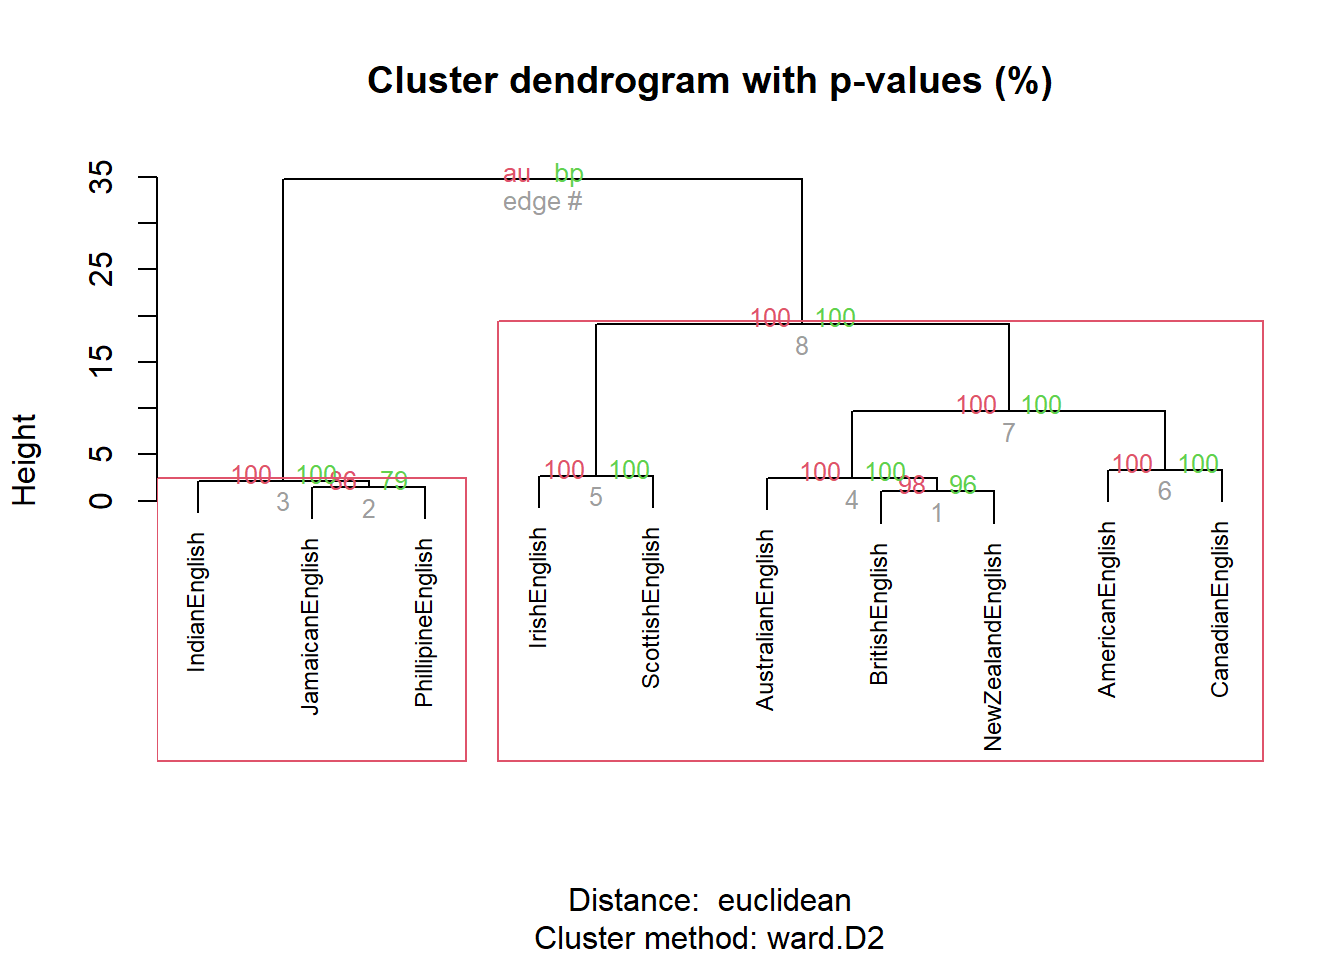 Cluster dendrogram with p-values (%)
Height
35
25
15
5
0
au bp
edge #
100 100
8
100 100
7
100 100
3
96 79
2
100 100
5
100 100
4
98 96
1
100 100
6
IndianEnglish
JamaicanEnglish
PhillipineEnglish
IrishEnglish
ScottishEnglish
AustralianEnglish
BritishEnglish
NewZealandEnglish
AmericanEnglish
CanadianEnglish
Distance: euclidean
Cluster method: ward.D2